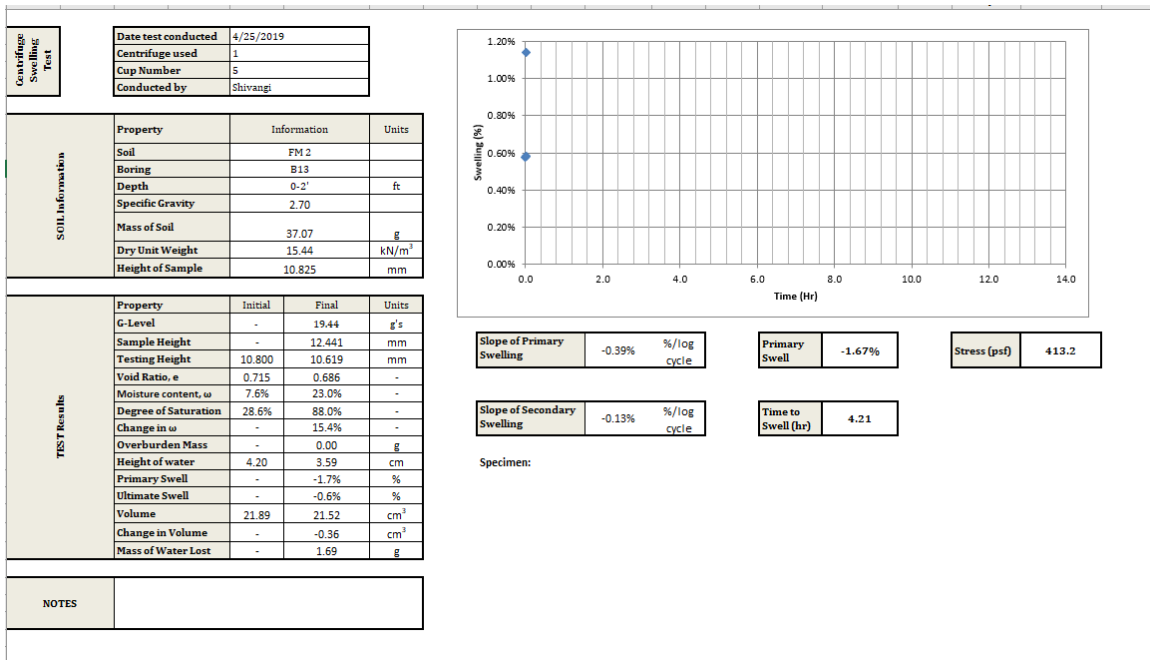 Centrifuge
Swelling
Test
Date test conducted 4/25/2019
Centrifuge used 1
Cup Number 5
Conducted by Shivangi
SOIL Information
Property Information Units
Soil FM 2
Boring B13
Depth 0-2' ft
Specific Gravity 2.70
Mass of Soil 37.07 g
Dry Unit Weight 15.44 kN/m³
Height of Sample 10.825 mm
TEST Results
Property Initial Final Units
G-Level - 19.44 g's
Sample Height - 12.441 mm
Testing Height 10.800 10.619 mm
Void Ratio, e 0.715 0.686 -
Moisture content, ω 7.6% 23.0% -
Degree of Saturation 28.6% 88.0% -
Change in ω - 15.4% -
Overburden Mass - 0.00 g
Height of water 4.20 3.59 cm
Primary Swell - -1.7% %
Ultimate Swell - -0.6% %
Volume 21.89 21.52 cm³
Change in Volume - -0.36 cm³
Mass of Water Lost - 1.69 g
NOTES
1.20%
1.00%
0.80%
0.60%
0.40%
0.20%
0.00%
Swelling (%)
0.0 2.0 4.0 6.0 8.0 10.0 12.0 14.0
Time (Hr)
Slope of Primary
Swelling
-0.39%
%/log
cycle
Primary
Swell
-1.67%
Stress (psf) 413.2
Slope of Secondary
Swelling
-0.13%
%/log
cycle
Time to
Swell (hr)
4.21
Specimen: